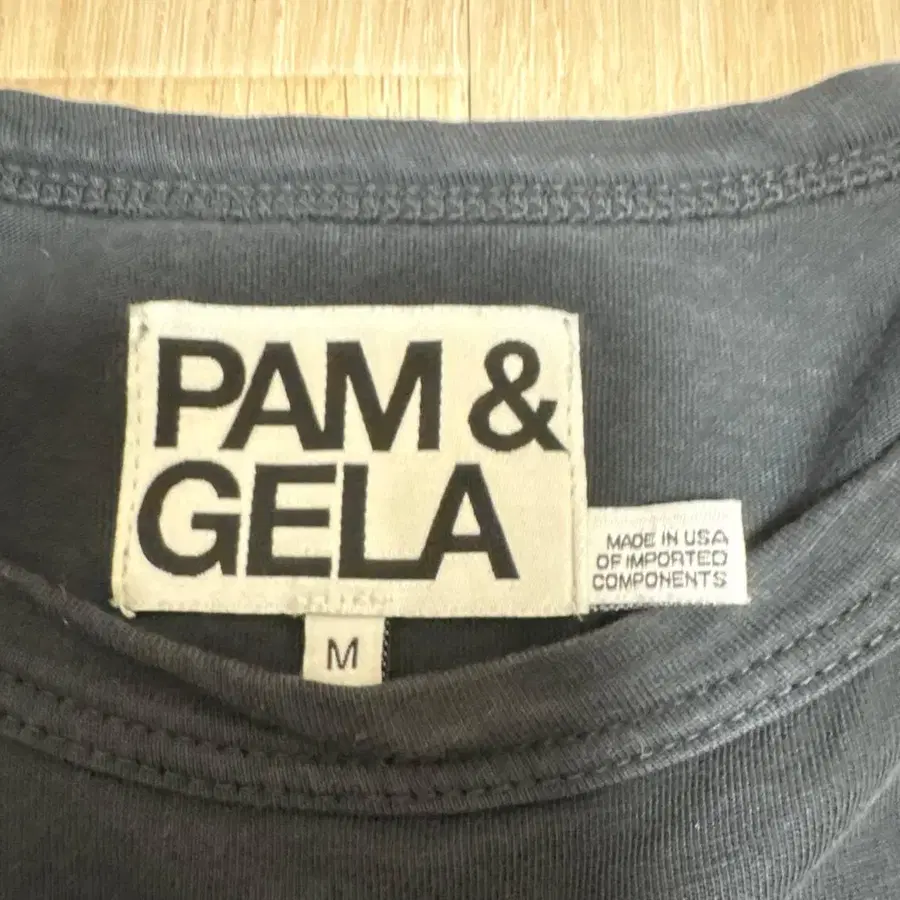 PAM &
GELA
MADE IN USA
OF IMPORTED
COMPONENTS
M